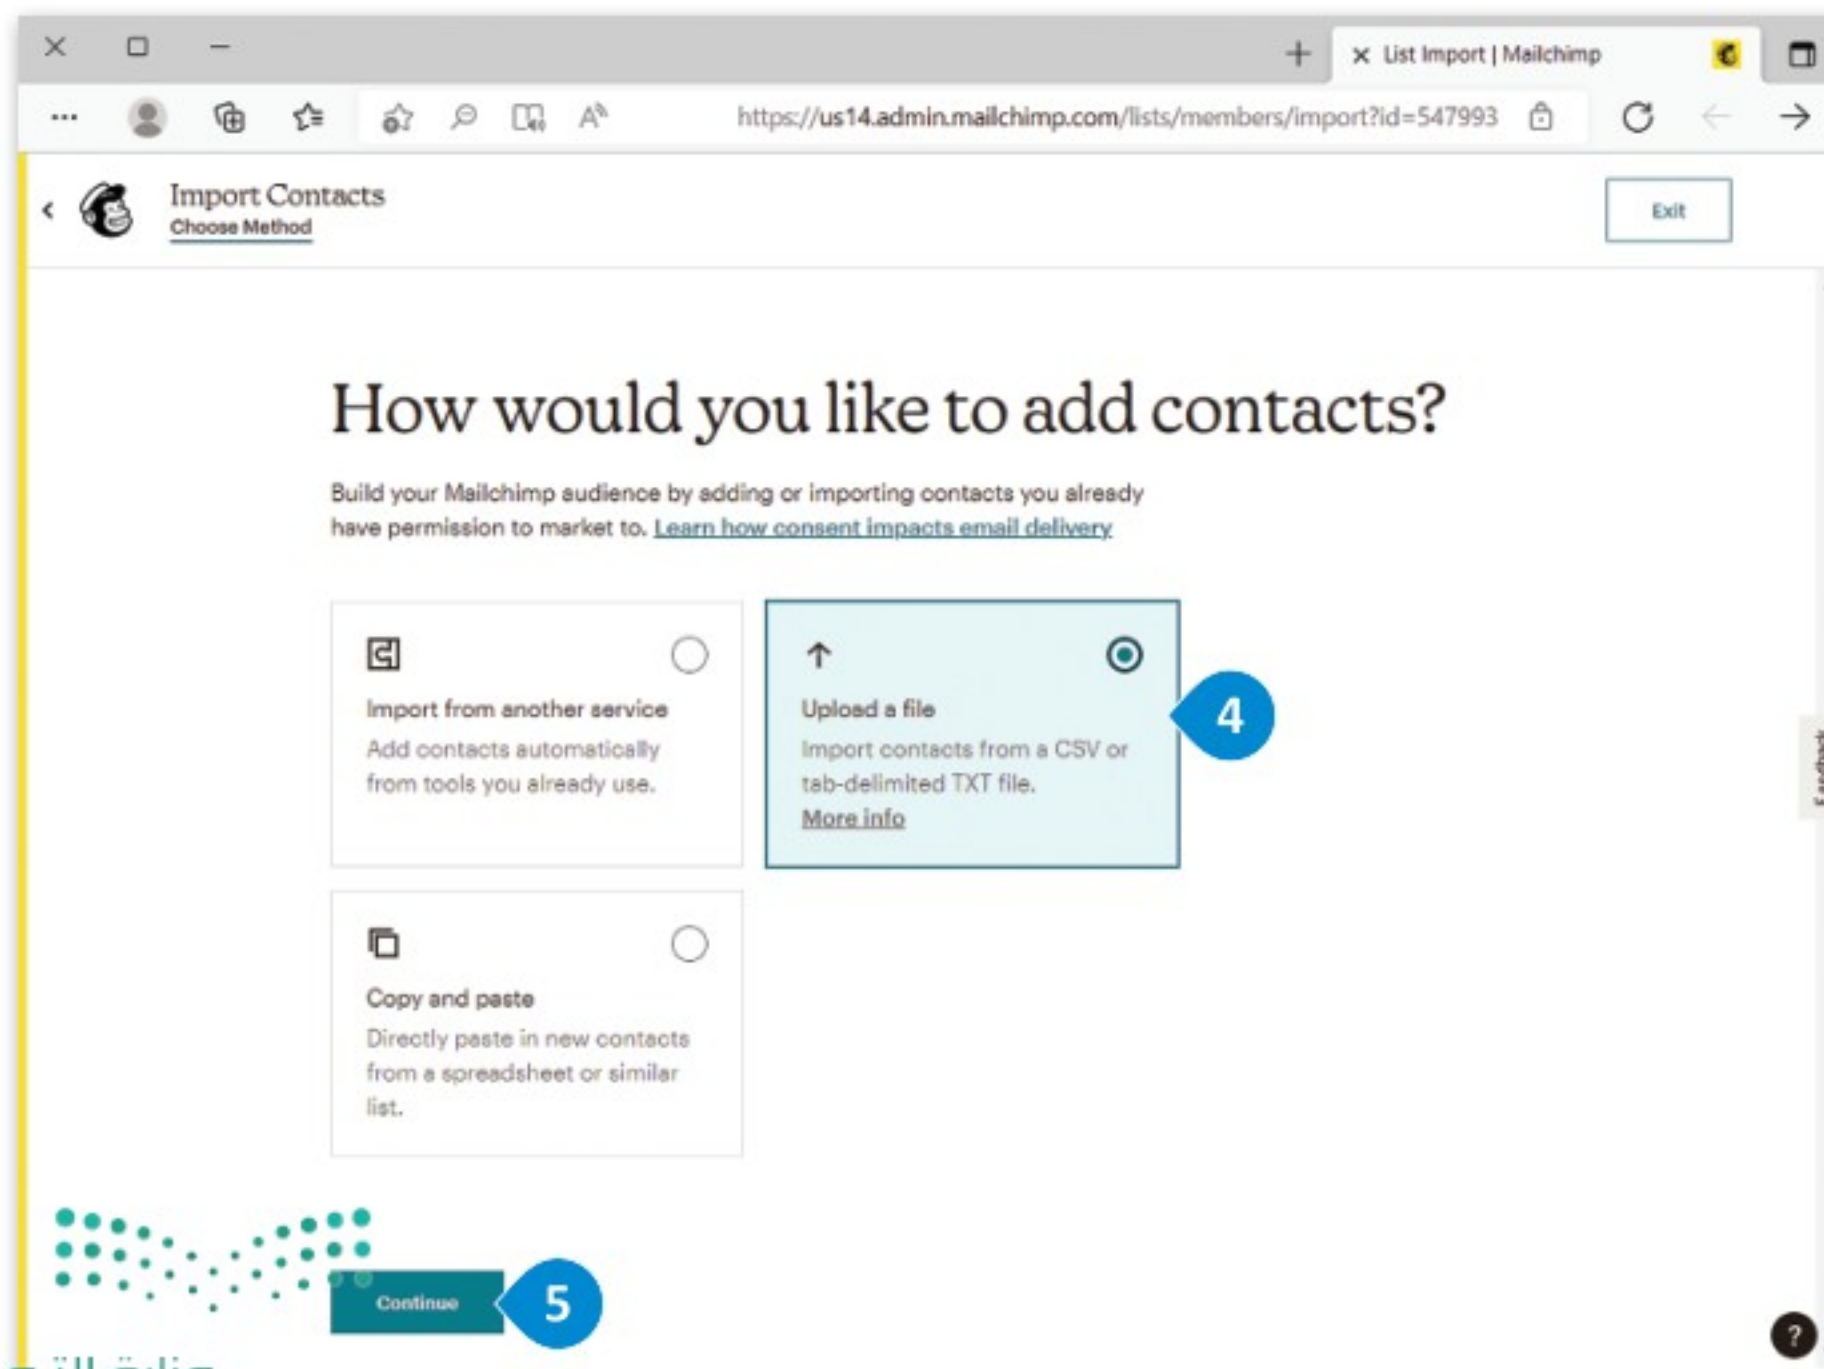 List Import | Mailchimp
https://us14.admin.mailchimp.com/lists/members/import?id=547993
Import Contacts
Choose Method
Exit
How would you like to add contacts?
Build your Mailchimp audience by adding or importing contacts you already
have permission to market to. Learn how consent impacts email delivery
Import from another service
Add contacts automatically
from tools you already use.
Upload a file
Import contacts from a CSV or
tab-delimited TXT file.
More info
4
Feedback
Copy and paste
Directly paste in new contacts
from a spreadsheet or similar
list.
Continue
5
?